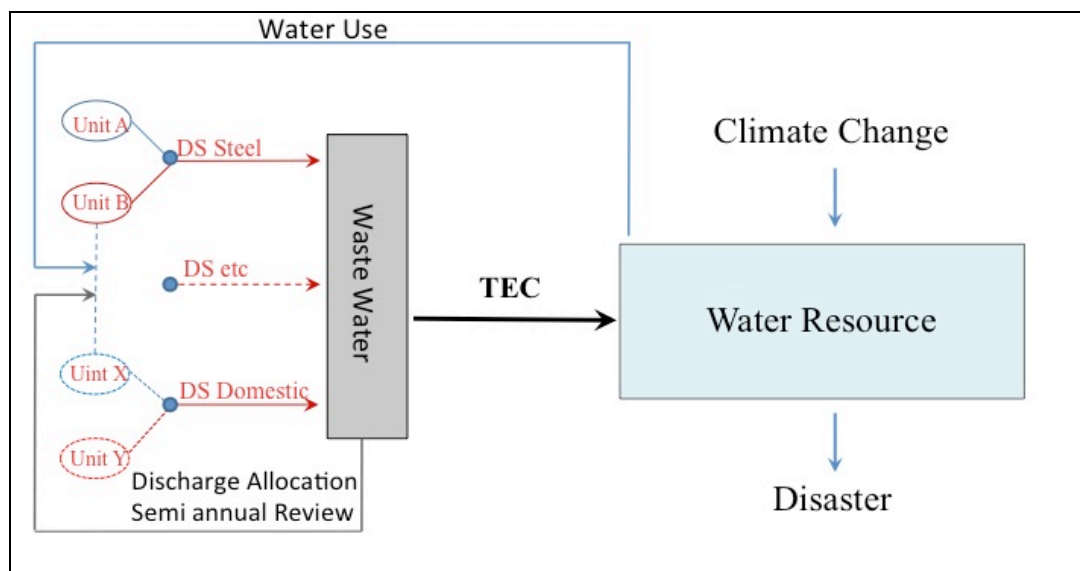 Water Use
Unit A
DS Steel
Unit B
DS etc
Uint X
DS Domestic
Unit Y
Discharge Allocation
Semi annual Review
Waste Water
TEC
Climate Change
Water Resource
Disaster